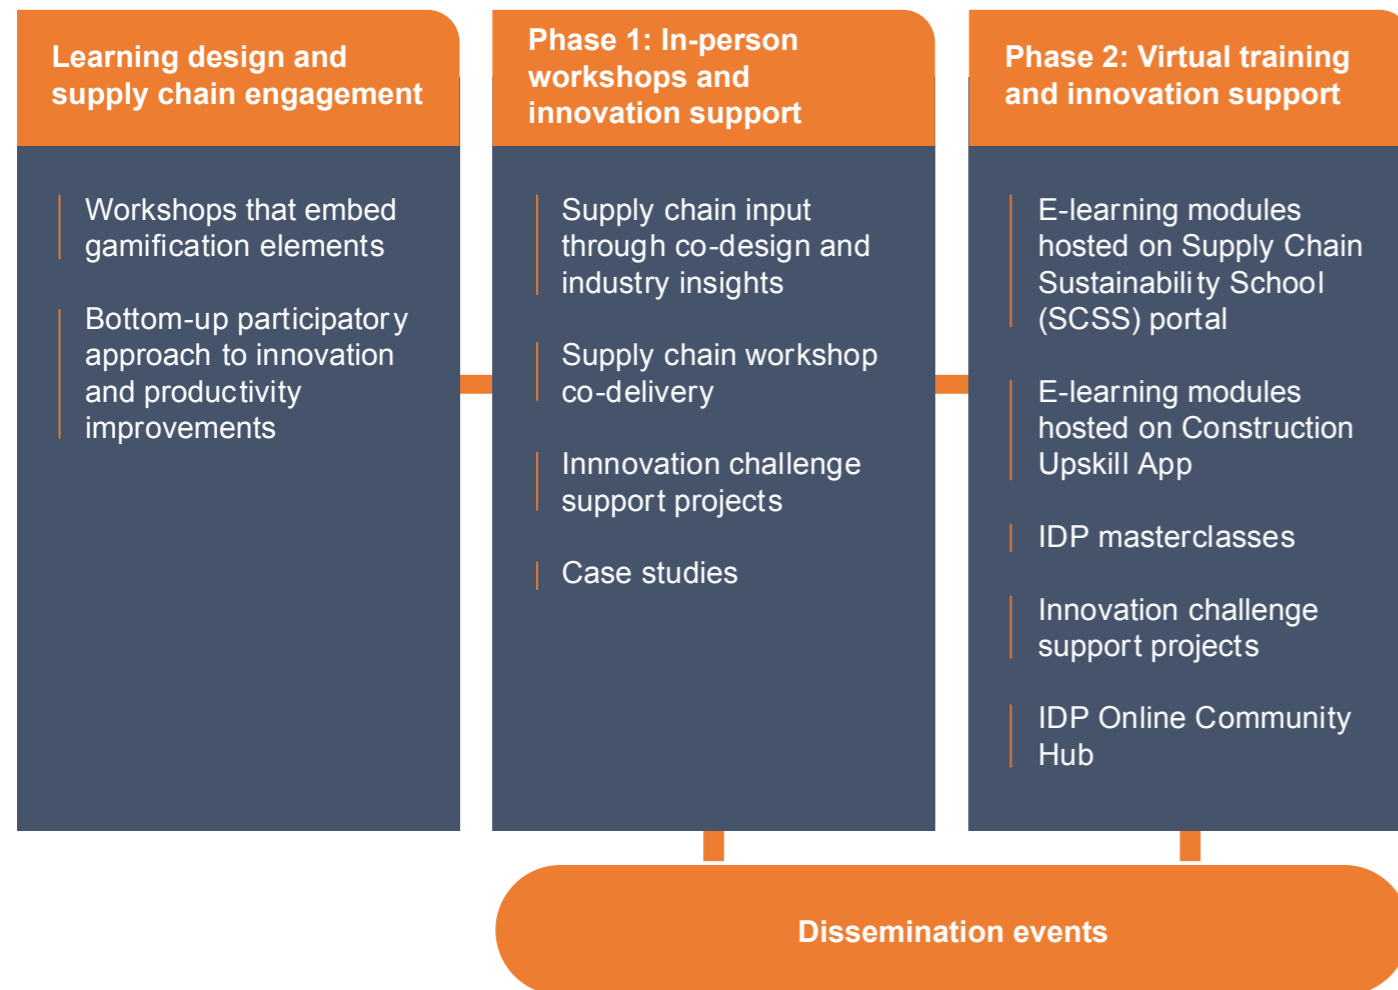 Learning design and
supply chain engagement
Workshops that embed
gamification elements
Bottom-up participatory
approach to innovation
and productivity
improvements
Phase 1: In-person
workshops and
innovation support
Supply chain input
through co-design and
industry insights
Supply chain workshop
co-delivery
Innnovation challenge
support projects
Case studies
Phase 2: Virtual training
and innovation support
E-learning modules
hosted on Supply Chain
Sustainability School
(SCSS) portal
E-learning modules
hosted on Construction
Upskill App
IDP masterclasses
Innovation challenge
support projects
IDP Online Community
Hub
Dissemination events